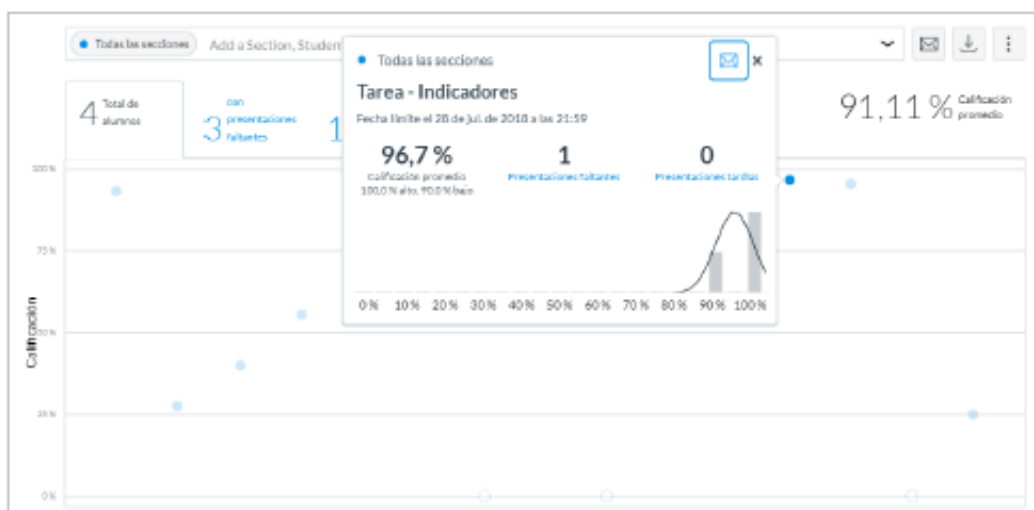 Todas las secciones
Add a Section, Studen
4 Total de alumnos
3 con presentaciones faltantes
1
91,11 % Calificación promedio
Todas las secciones
Tarea - Indicadores
Fecha límite el 28 de jul. de 2018 a las 21:59
96,7 %
Calificación promedio
100,0 % alto, 90,0 % bajo
1
Presentaciones faltantes
0
Presentaciones tardías
0% 10% 20% 30% 40% 50% 60% 70% 80% 90% 100%
Calificación
100 %
75 %
50 %
25 %
0 %